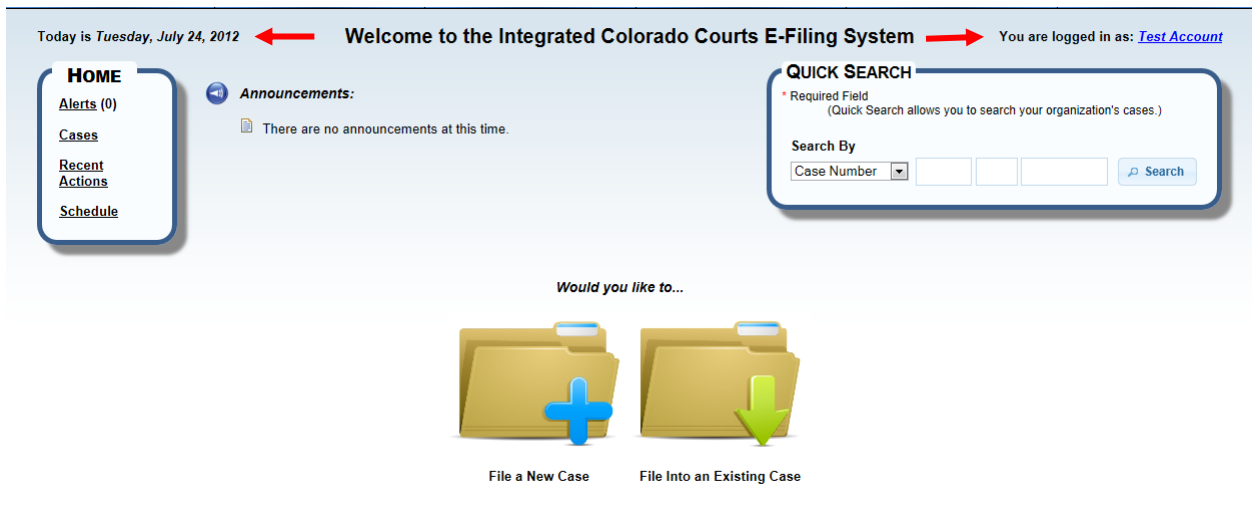 Today is Tuesday, July 24, 2012
Welcome to the Integrated Colorado Courts E-Filing System
You are logged in as: Test Account
HOME
Alerts (0)
Cases
Recent
Actions
Schedule
Announcements:
There are no announcements at this time.
QUICK SEARCH
* Required Field
(Quick Search allows you to search your organization's cases.)
Search By
Case Number
Search
Would you like to...
File a New Case
File Into an Existing Case